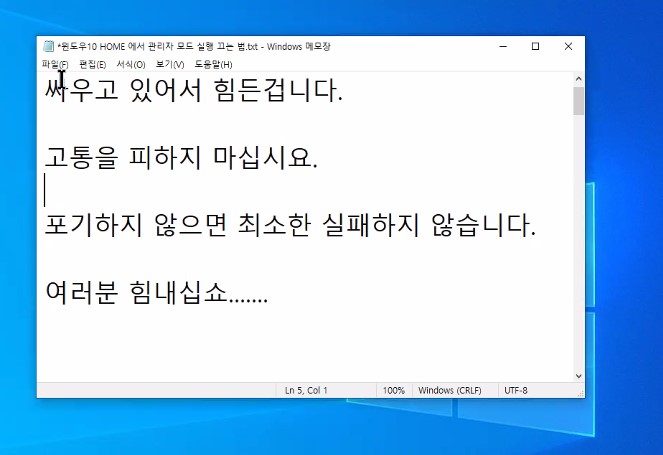 *윈도우10 HOME 에서 관리자 모드 실행 끄는 법.txt - Windows 메모장
파일(F) 편집(E) 서식(O) 보기(V) 도움말(H)
싸우고 있어서 힘든겁니다.
고통을 피하지 마십시요.
포기하지 않으면 최소한 실패하지 않습니다.
여러분 힘내십쇼.......
Ln 5, Col 1 100% Windows (CRLF) UTF-8